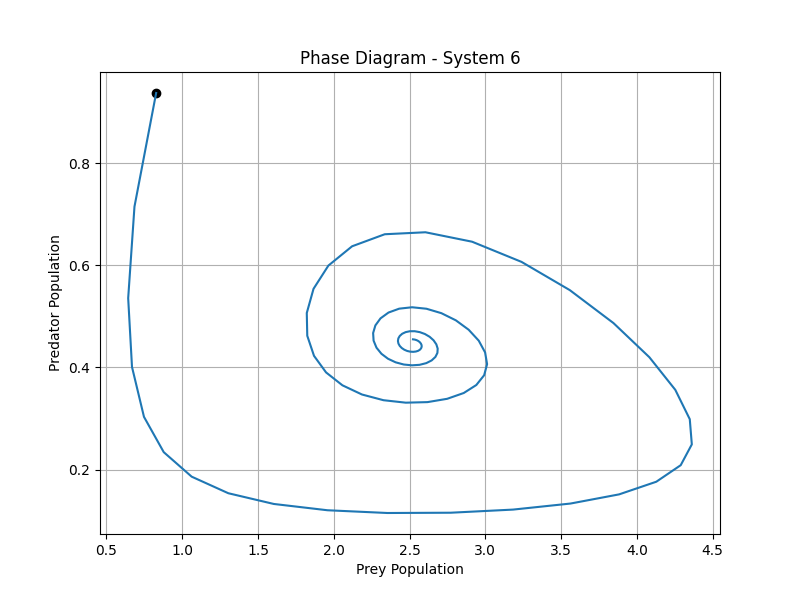 Phase Diagram - System 6
Predator Population
0.8
0.6
0.4
0.2
0.5 1.0 1.5 2.0 2.5 3.0 3.5 4.0 4.5
Prey Population